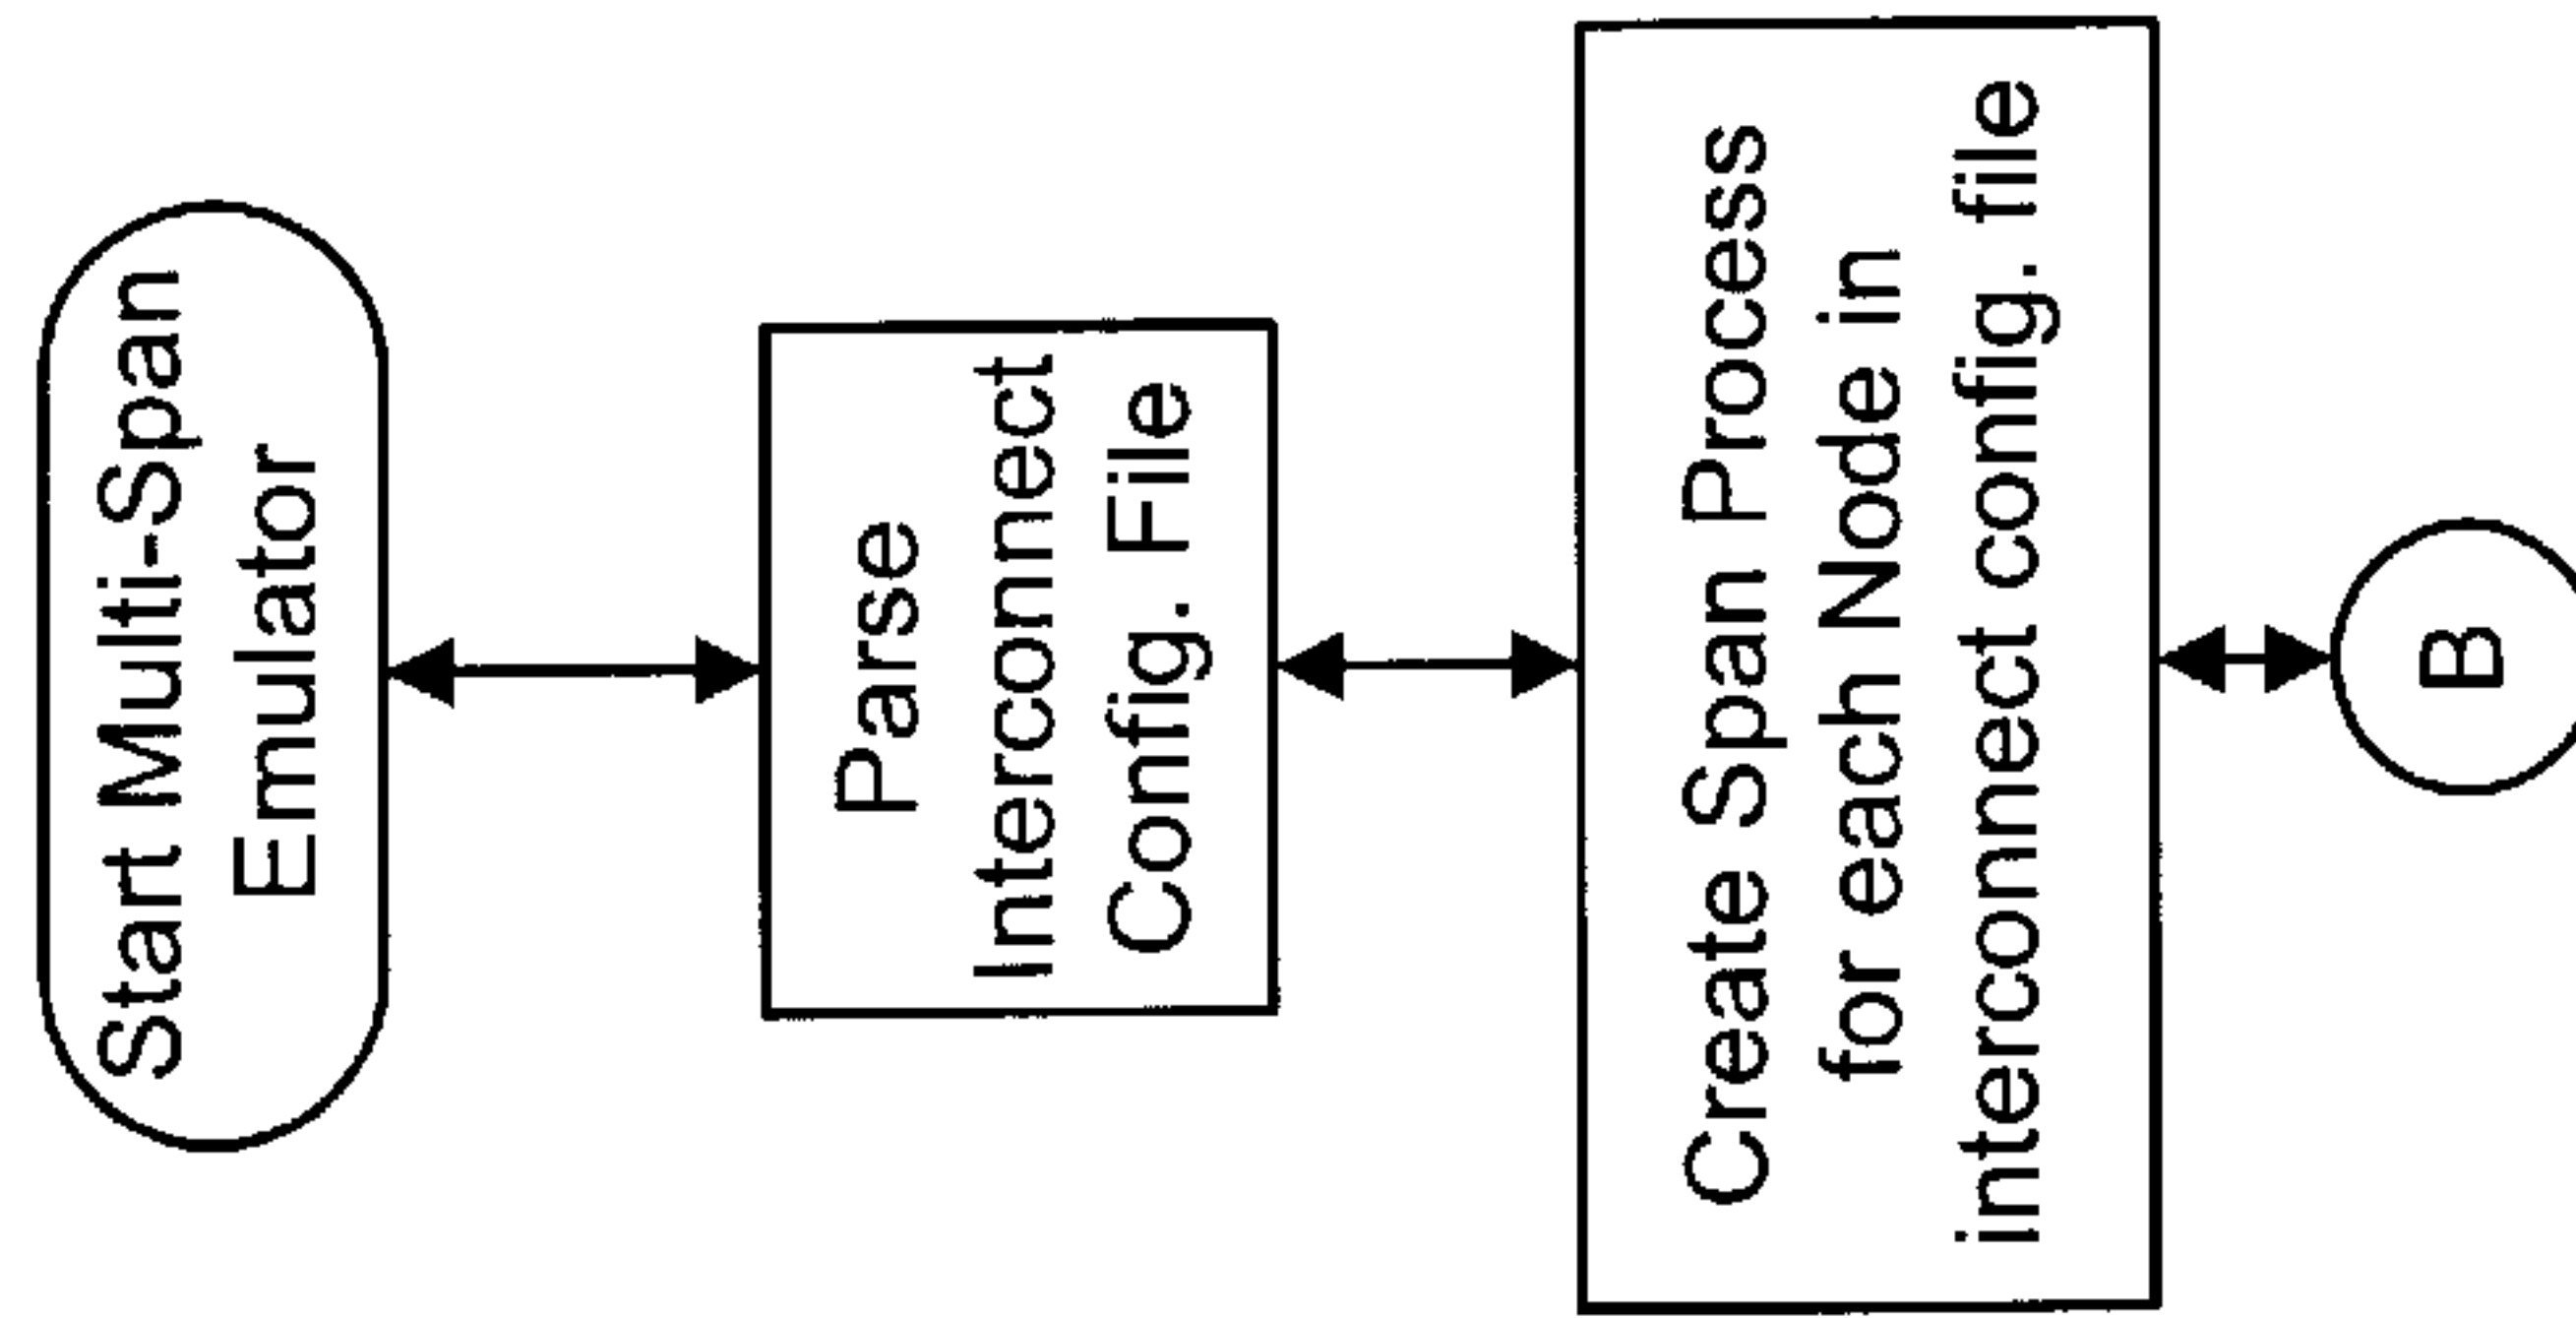 Start Multi-Span
Emulator
Parse
Interconnect
Config. File
Create Span Process
for each Node in
interconnect config. file
B